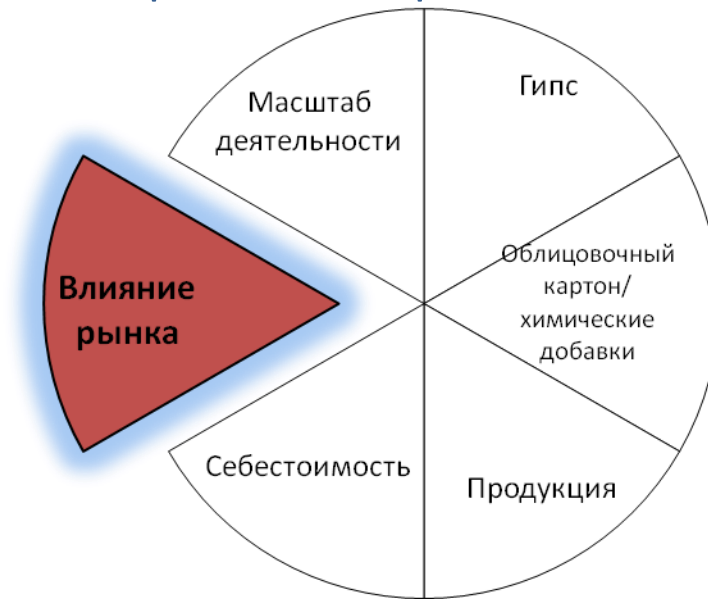 Масштаб
деятельности
Гипс
Облицовочный
картон/
химические
добавки
Влияние
рынка
Себестоимость
Продукция